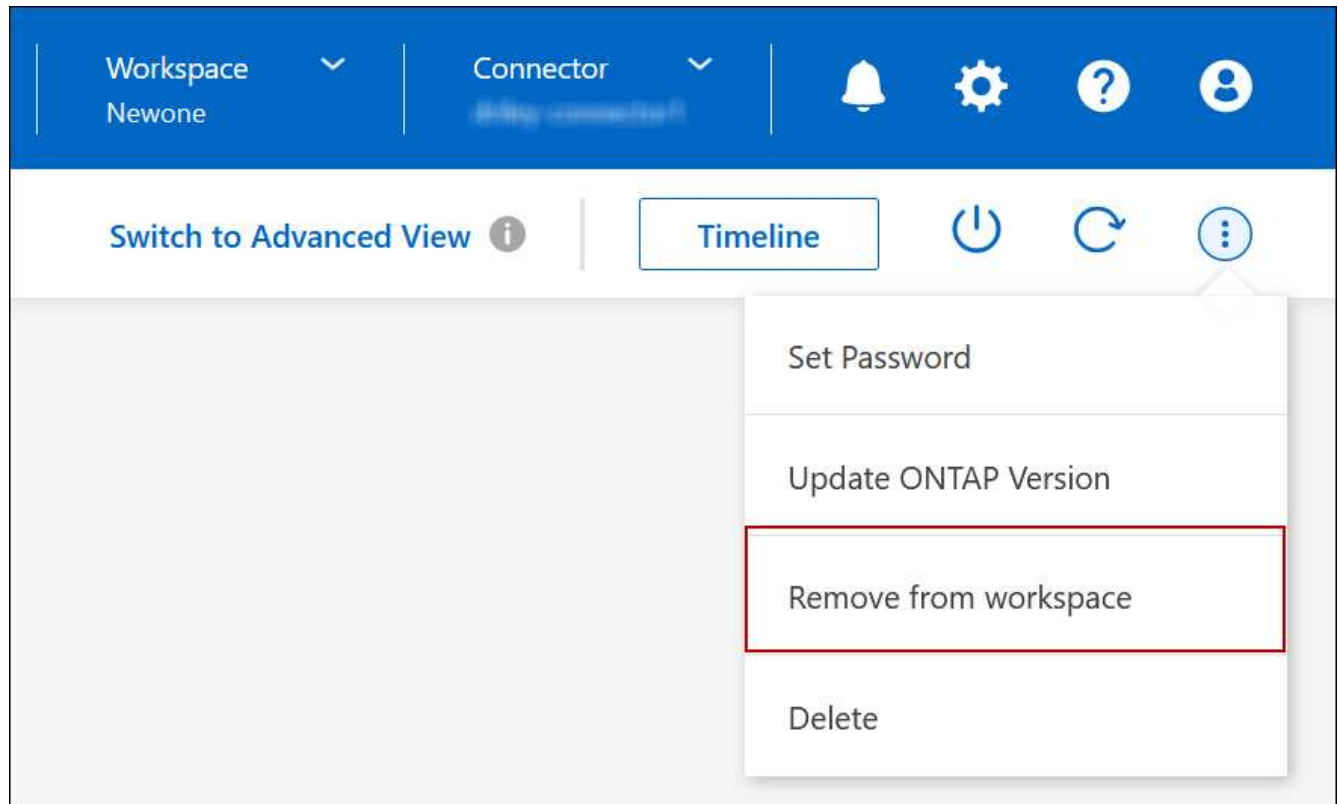 Workspace
Connector
Newone
Switch to Advanced View
Timeline
Set Password
Update ONTAP Version
Remove from workspace
Delete